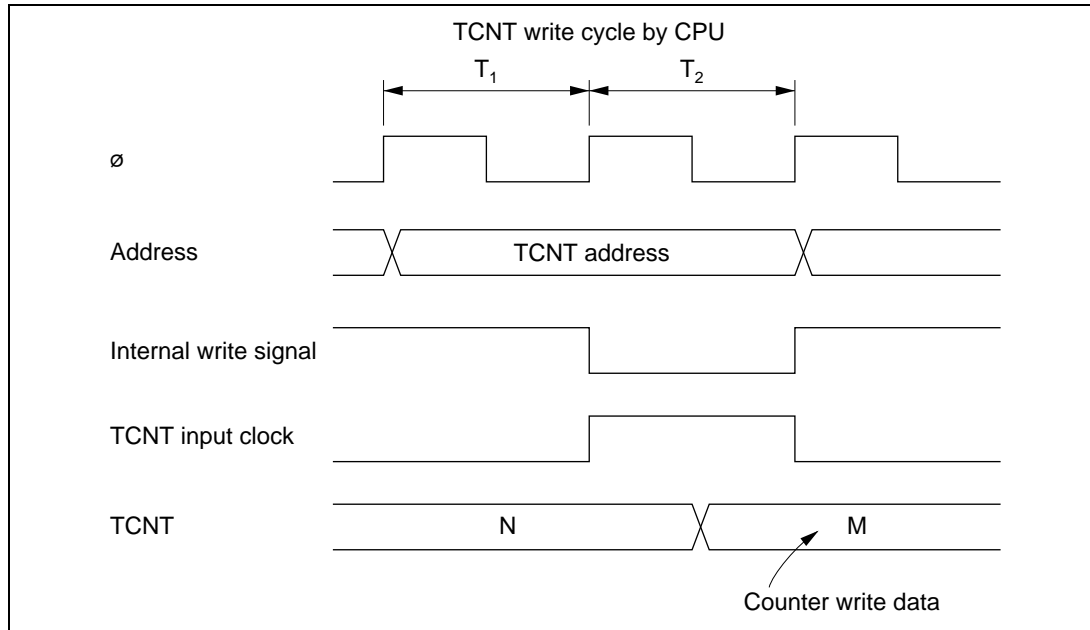 TCNT write cycle by CPU
T1 T2
ø
Address
TCNT address
Internal write signal
TCNT input clock
TCNT
N
M
Counter write data